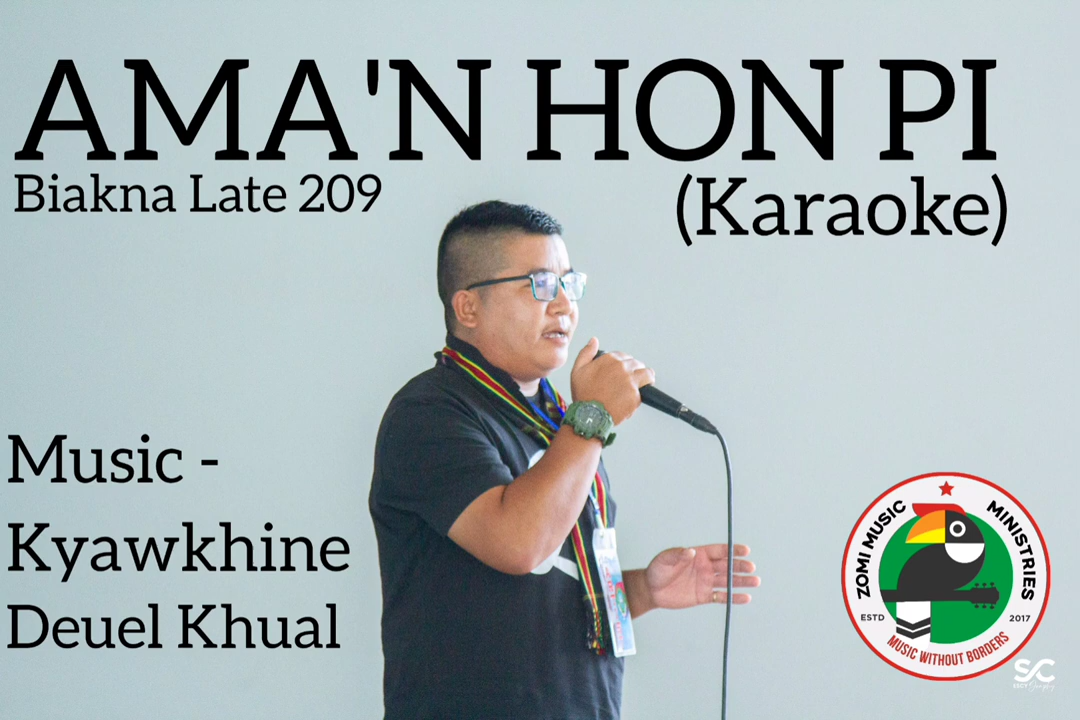 AMA'N HON PI
Biakna Late 209
(Karaoke)
Music -
Kyawkhine
Deuel Khual
ZOMI MUSIC MINISTRIES
ESTD 2017
MUSIC WITHOUT BORDERS
SC